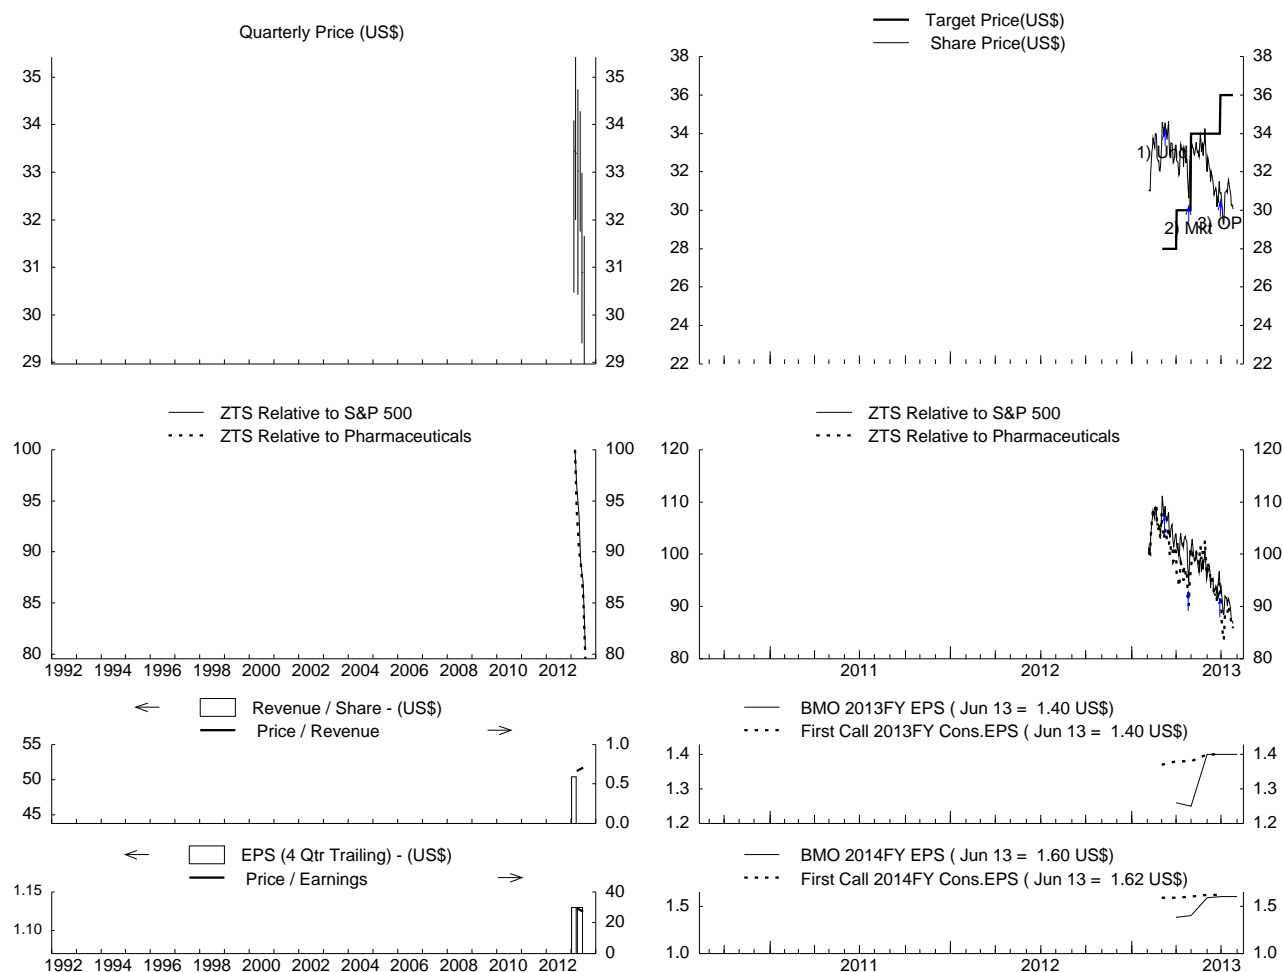 Quarterly Price (US$)
35 35
34 34
33 33
32 32
31 31
30 30
29 29
Target Price(US$)
Share Price(US$)
38 38
36 36
34 34
32 32
30 30
28 28
26 26
24 24
22 22
1)
2) Mkt
3) OP
ZTS Relative to S&P 500
ZTS Relative to Pharmaceuticals
100 100
95 95
90 90
85 85
80 80
1992 1994 1996 1998 2000 2002 2004 2006 2008 2010 2012
ZTS Relative to S&P 500
ZTS Relative to Pharmaceuticals
120 120
110 110
100 100
90 90
80 80
2011 2012 2013
Revenue / Share - (US$)
Price / Revenue
55 1.0
50 0.5
45 0.0
BMO 2013FY EPS ( Jun 13 = 1.40 US$)
First Call 2013FY Cons.EPS ( Jun 13 = 1.40 US$)
1.4 1.4
1.3 1.3
1.2 1.2
EPS (4 Qtr Trailing) - (US$)
Price / Earnings
1.15 40
1.10 20
0
1992 1994 1996 1998 2000 2002 2004 2006 2008 2010 2012
BMO 2014FY EPS ( Jun 13 = 1.60 US$)
First Call 2014FY Cons.EPS ( Jun 13 = 1.62 US$)
1.5 1.5
1.0 1.0
2011 2012 2013